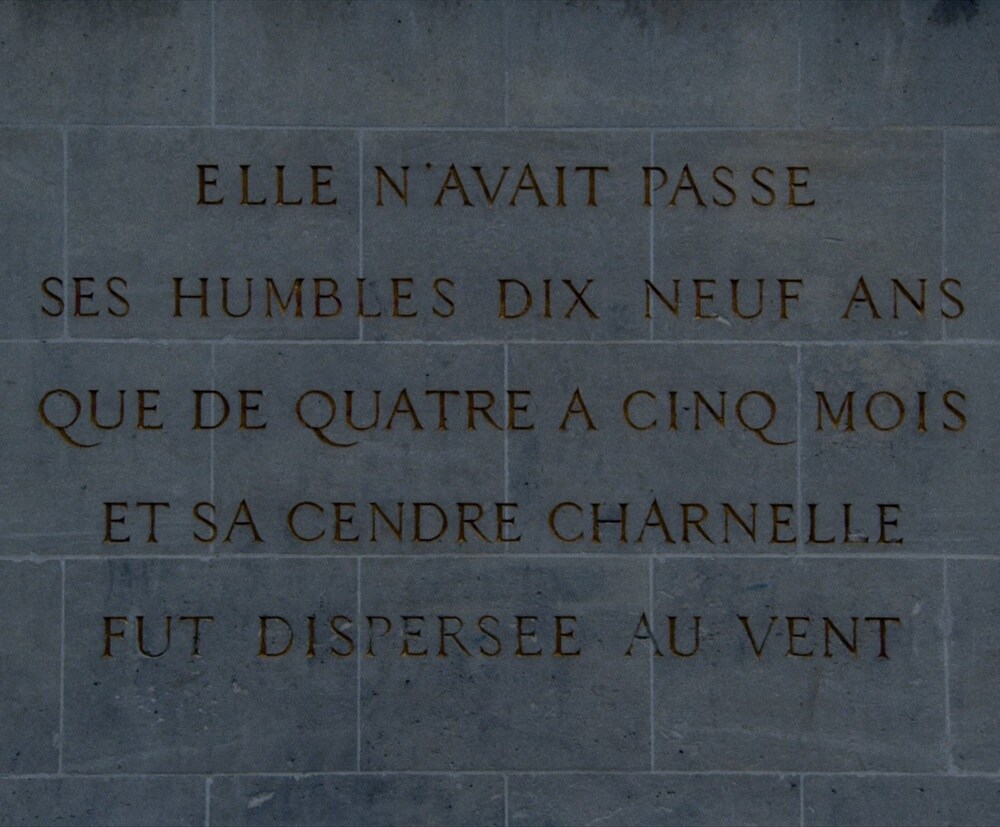 ELLE N'AVAIT PASSE
SES HUMBLES DIX NEUF ANS
QUE DE QUATRE A CINQ MOIS
ET SA CENDRE CHARNELLE
FUT DISPERSEE AU VENT